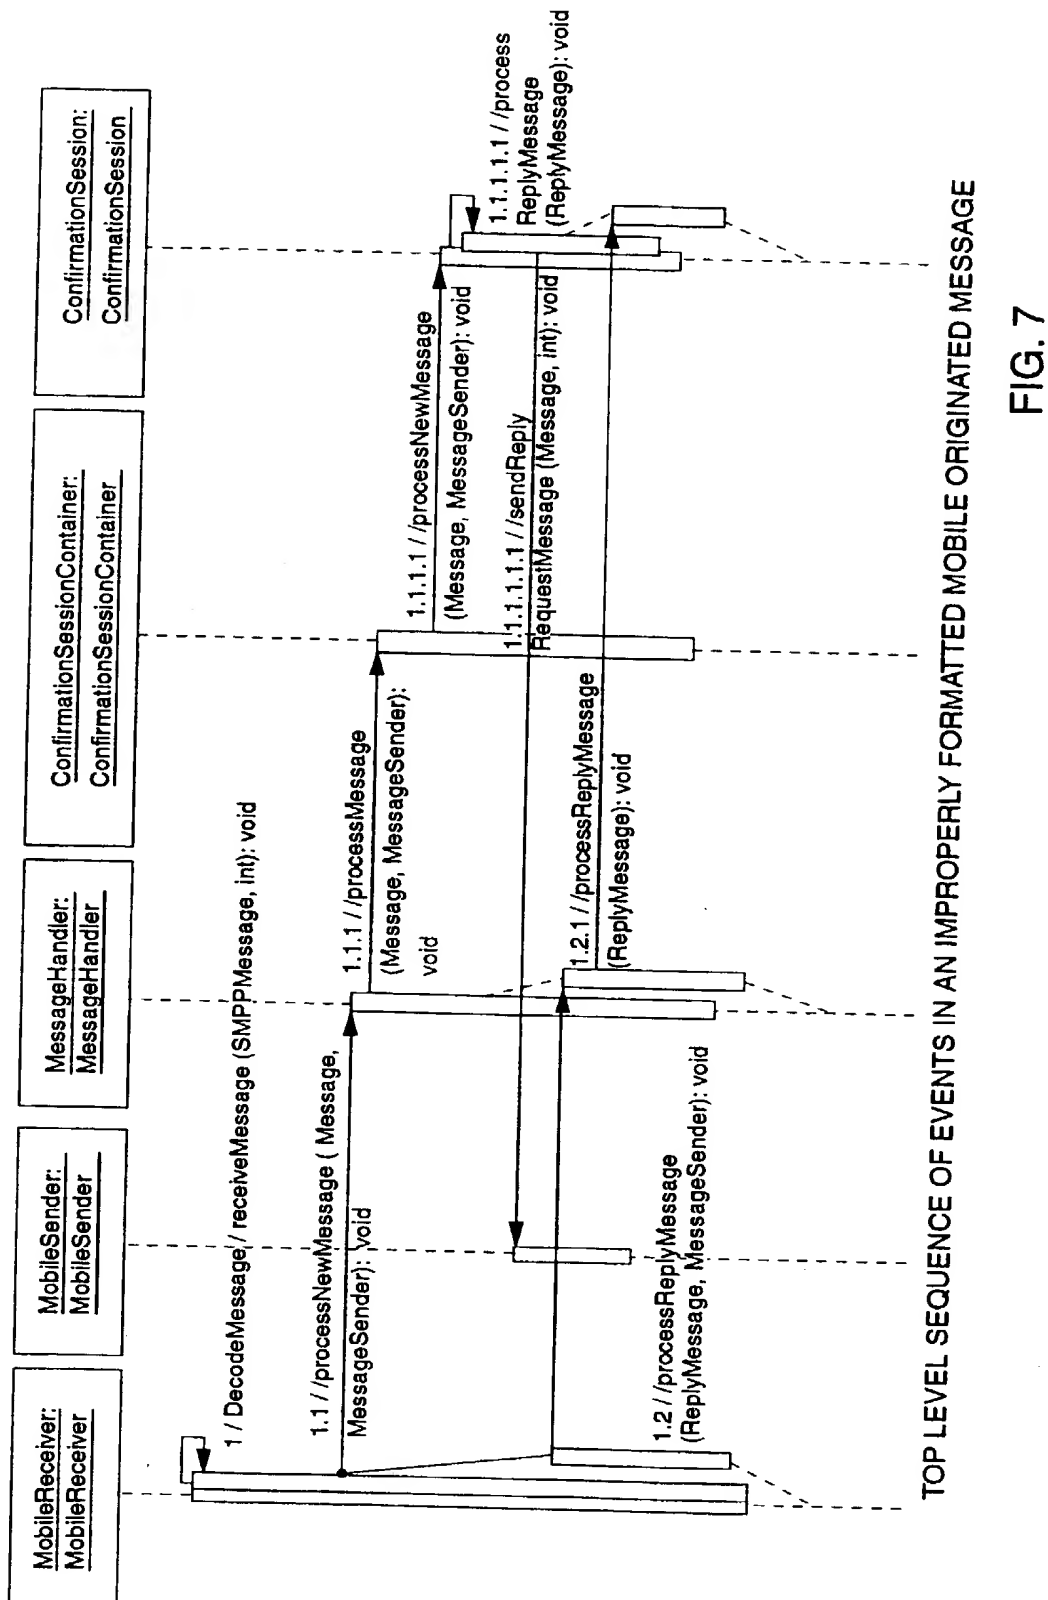 MobileReceiver:
MobileReceiver
MobileSender:
MobileSender
MessageHandler:
MessageHandler
ConfirmationSessionContainer:
ConfirmationSessionContainer
ConfirmationSession:
ConfirmationSession
1 / DecodeMessage / receiveMessage (SMPPMessage, int): void
1.1 / /processNewMessage ( Message,
MessageSender): void
1.1.1 / /processMessage
(Message, MessageSender):
void
1.1.1.1 / /processNewMessage
(Message, MessageSender): void
1.1.1.1.1 / /process
ReplyMessage
(ReplyMessage): void
1.1.1.1.1.1 / /sendReply
RequestMessage (Message, int): void
1.2.1 / /processReplyMessage
(ReplyMessage): void
1.2 / /processReplyMessage
(ReplyMessage, MessageSender): void
TOP LEVEL SEQUENCE OF EVENTS IN AN IMPROPERLY FORMATTED MOBILE ORIGINATED MESSAGE
FIG. 7